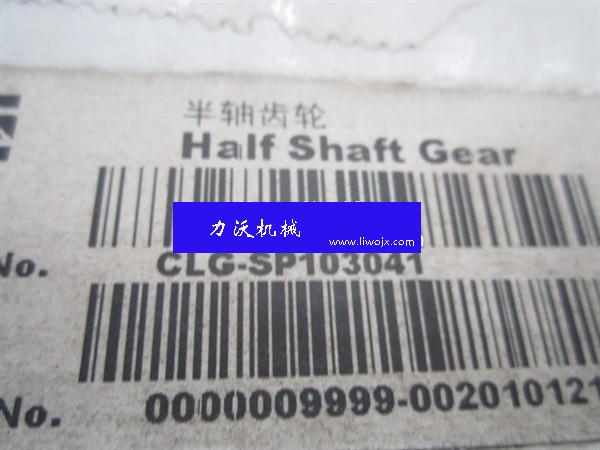 半轴齿轮
Half Shaft Gear
力沃机械
www.liwojx.com
No. CLG-SP103041
No. 0000009999-002010121